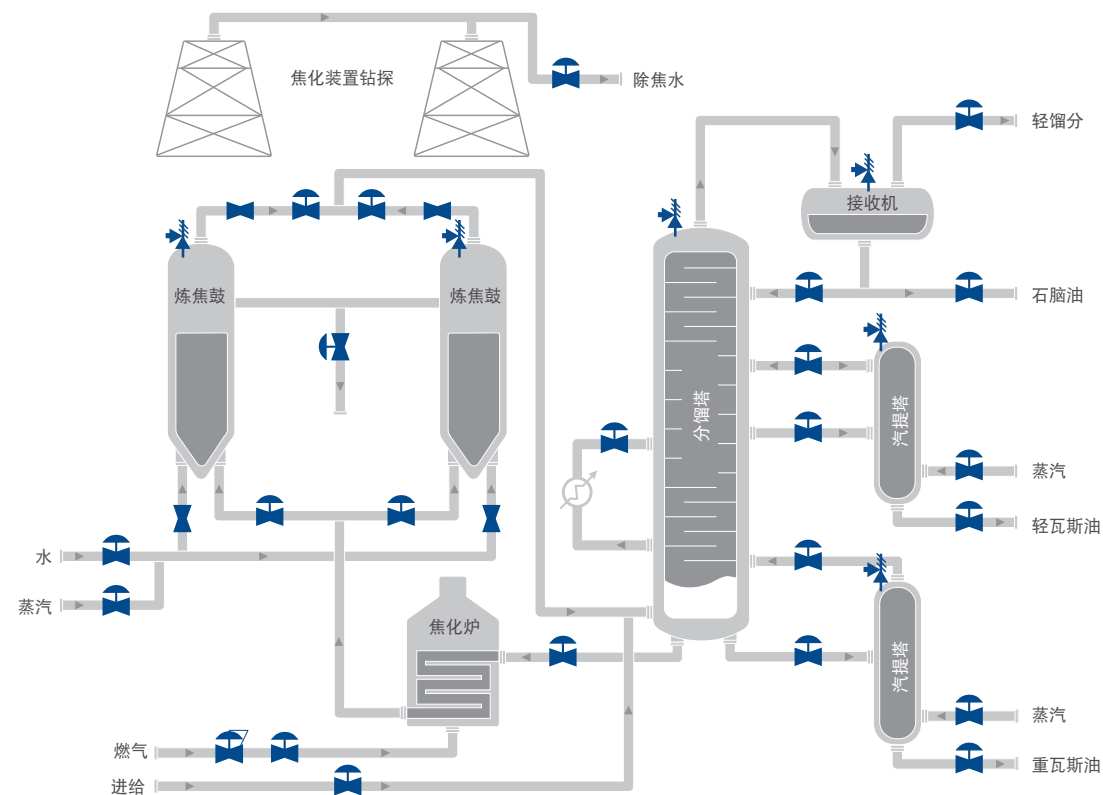 焦化装置钻探
除焦水
轻馏分
接收机
炼焦鼓
炼焦鼓
石脑油
分馏塔
汽提塔
蒸汽
轻瓦斯油
水
蒸汽
焦化炉
汽提塔
蒸汽
燃气
重瓦斯油
进给